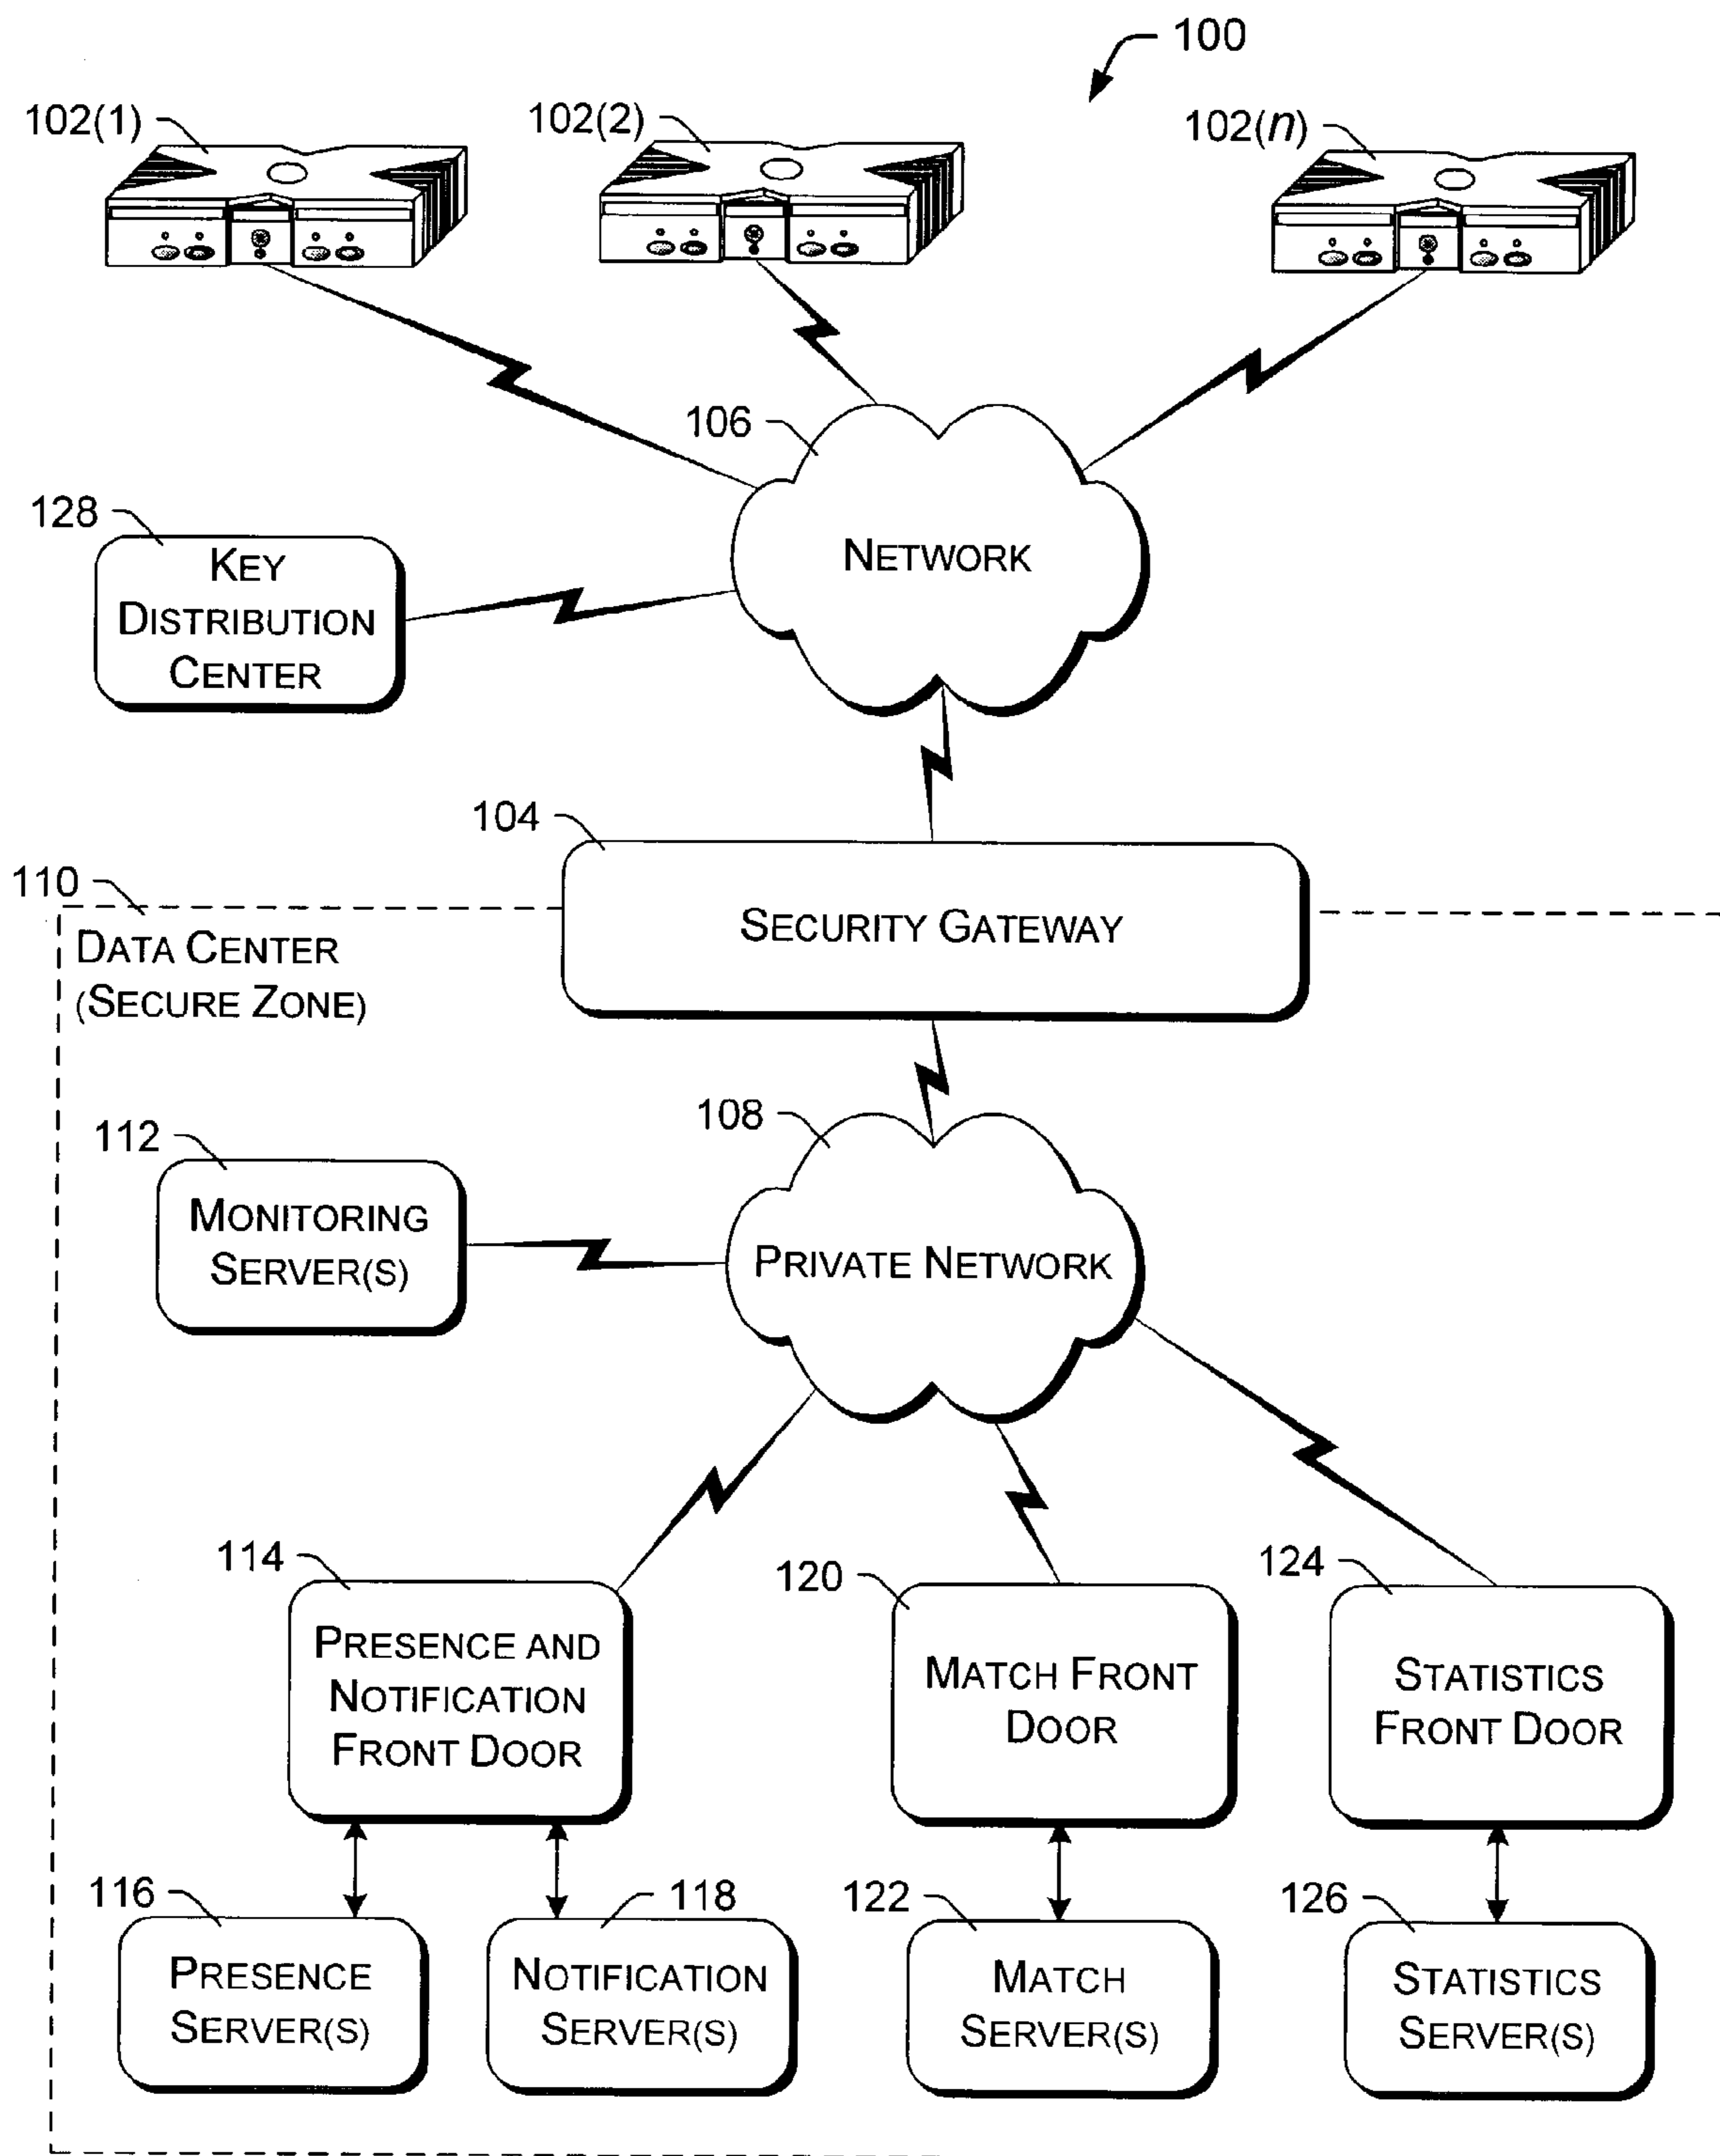 100
102(1)
102(2)
102(n)
106
NETWORK
128
KEY
DISTRIBUTION
CENTER
104
SECURITY GATEWAY
110
DATA CENTER
(SECURE ZONE)
108
PRIVATE NETWORK
112
MONITORING
SERVER(S)
114
PRESENCE AND
NOTIFICATION
FRONT DOOR
120
MATCH FRONT
DOOR
124
STATISTICS
FRONT DOOR
116
PRESENCE
SERVER(S)
118
NOTIFICATION
SERVER(S)
122
MATCH
SERVER(S)
126
STATISTICS
SERVER(S)